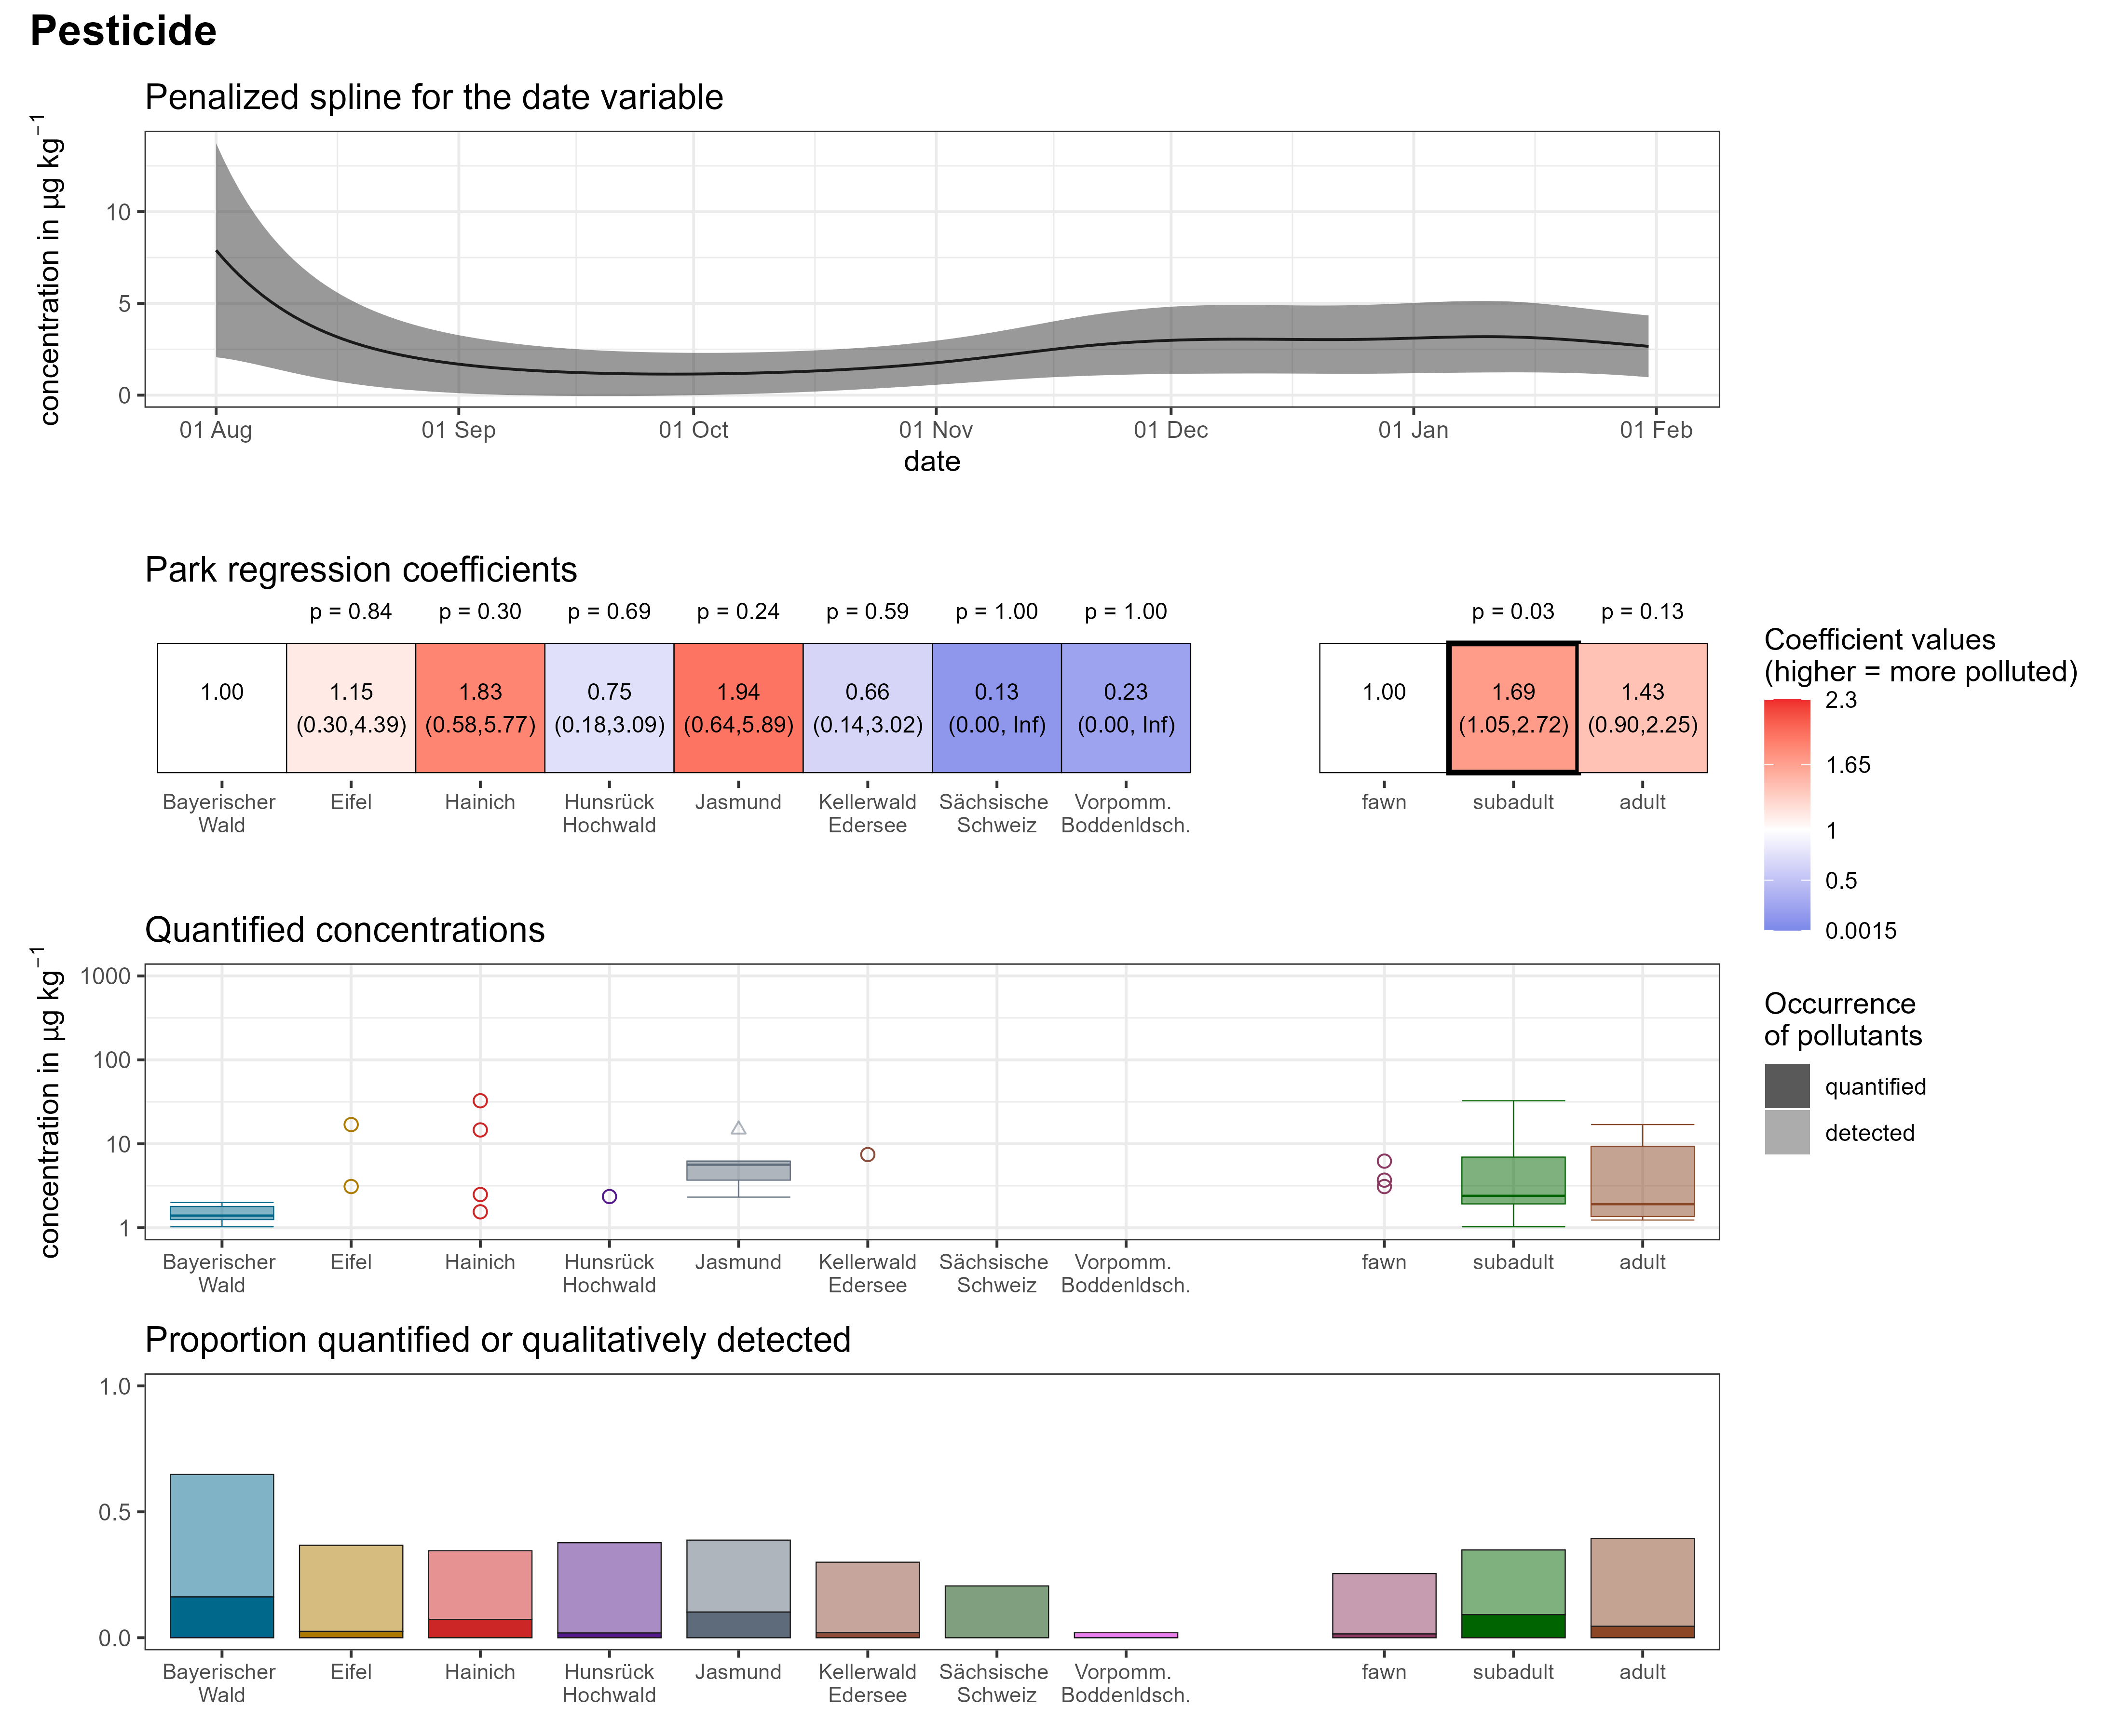 Pesticide
Penalized spline for the date variable
concentration in µg kg⁻¹
10
5
0
01 Aug 01 Sep 01 Oct 01 Nov 01 Dec 01 Jan 01 Feb
date
Park regression coefficients
p = 0.84 p = 0.30 p = 0.69 p = 0.24 p = 0.59 p = 1.00 p = 1.00 p = 0.03 p = 0.13
1.00 1.15 1.83 0.75 1.94 0.66 0.13 0.23 1.00 1.69 1.43
(0.30,4.39) (0.58,5.77) (0.18,3.09) (0.64,5.89) (0.14,3.02) (0.00, Inf) (0.00, Inf) (1.05,2.72) (0.90,2.25)
Bayerischer Eifel Hainich Hunsrück Jasmund Kellerwald Sächsische Vorpomm. fawn subadult adult
Wald Hochwald Edersee Schweiz Boddenldsch.
Coefficient values
(higher = more polluted)
2.3
1.65
1
0.5
0.0015
Quantified concentrations
concentration in µg kg⁻¹
1000
100
10
1
Bayerischer Eifel Hainich Hunsrück Jasmund Kellerwald Sächsische Vorpomm. fawn subadult adult
Wald Hochwald Edersee Schweiz Boddenldsch.
Occurrence
of pollutants
quantified
detected
Proportion quantified or qualitatively detected
1.0
0.5
0.0
Bayerischer Eifel Hainich Hunsrück Jasmund Kellerwald Sächsische Vorpomm. fawn subadult adult
Wald Hochwald Edersee Schweiz Boddenldsch.